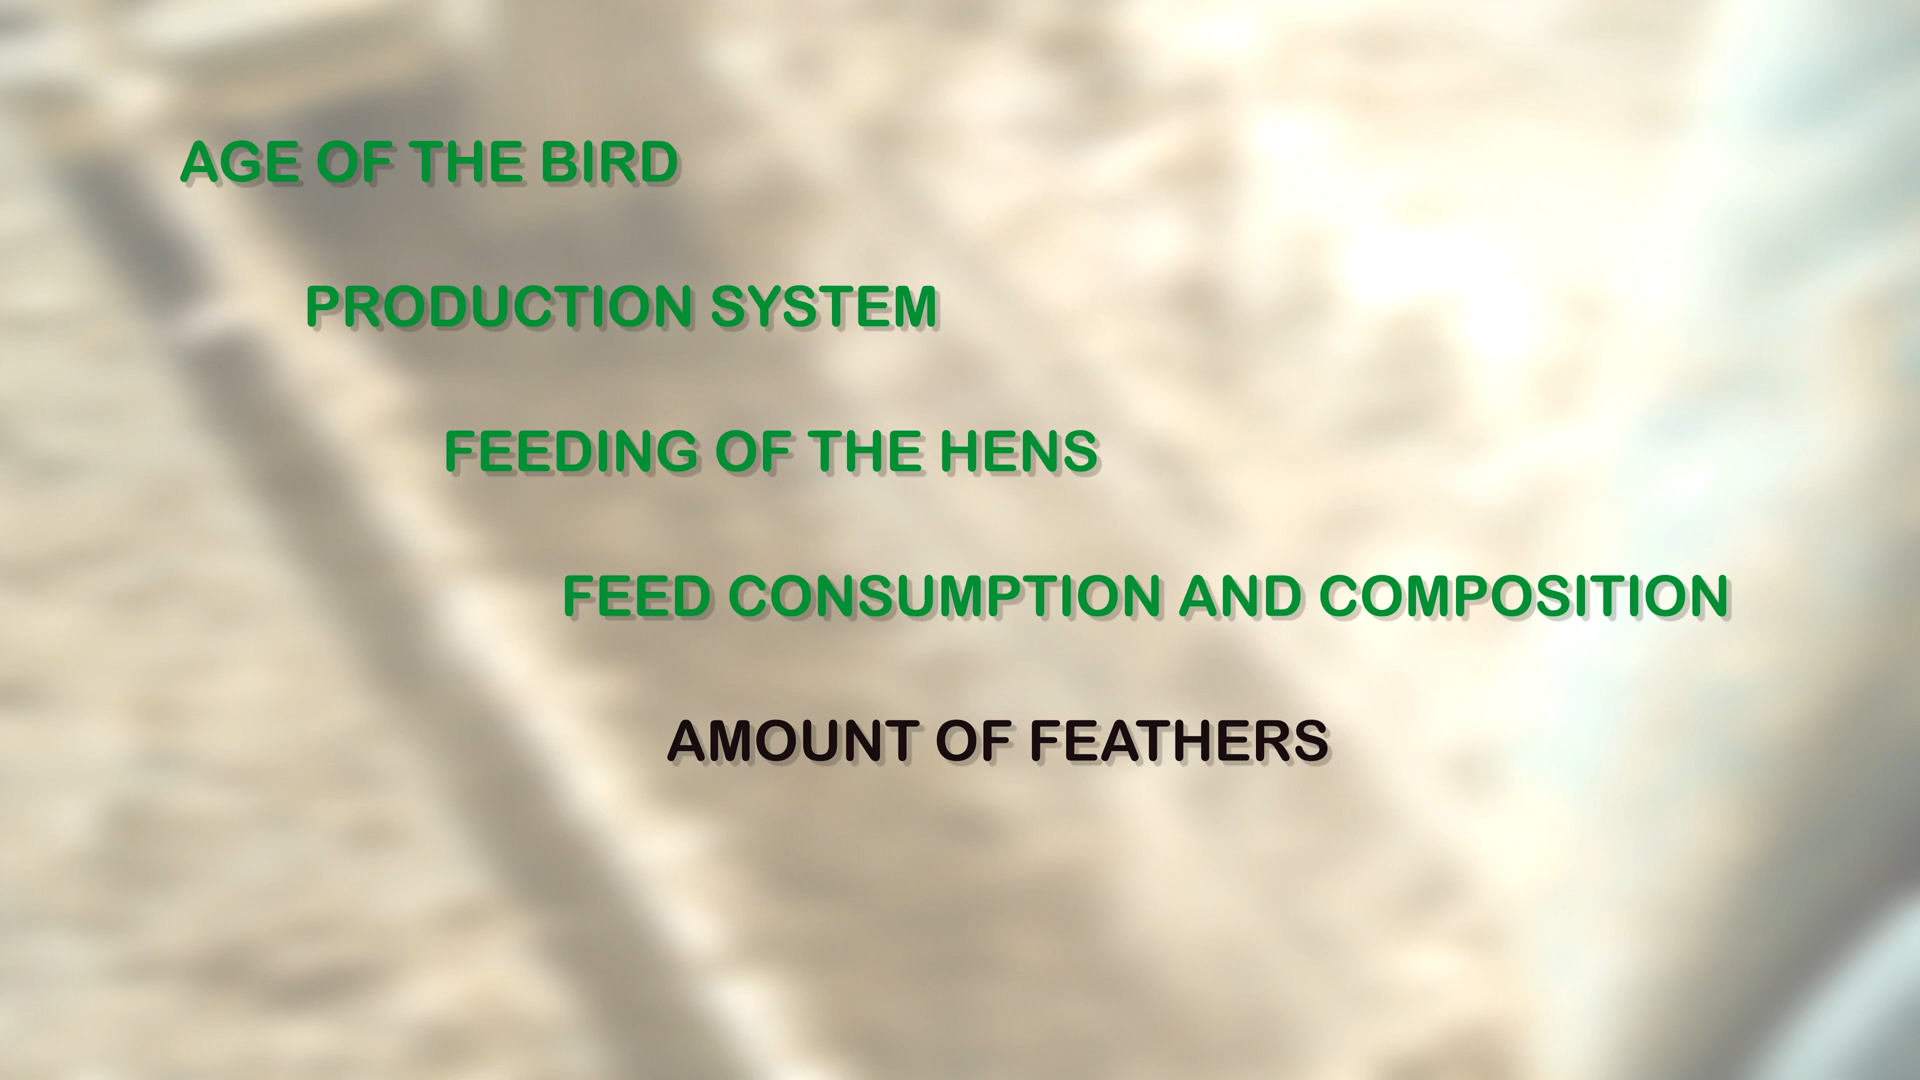 AGE OF THE BIRD
PRODUCTION SYSTEM
FEEDING OF THE HENS
FEED CONSUMPTION AND COMPOSITION
AMOUNT OF FEATHERS